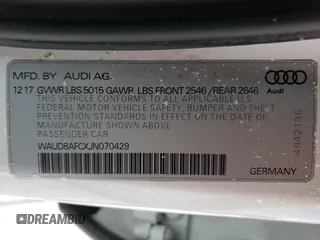 MFD. BY AUDI AG.
12 17 GVWR LBS 5015 GAWR LBS FRONT 2546 /REAR 2646
THIS VEHICLE CONFORMS TO ALL APPLICABLE U.S.
FEDERAL MOTOR VEHICLE SAFETY, BUMPER AND THEFT
PREVENTION STANDARDS IN EFFECT ON THE DATE OF
MANUFACTURE SHOWN ABOVE.
PASSENGER CAR
WAUD8AFCXJN070429
GERMANY
Audi
4942135
DREAMBID